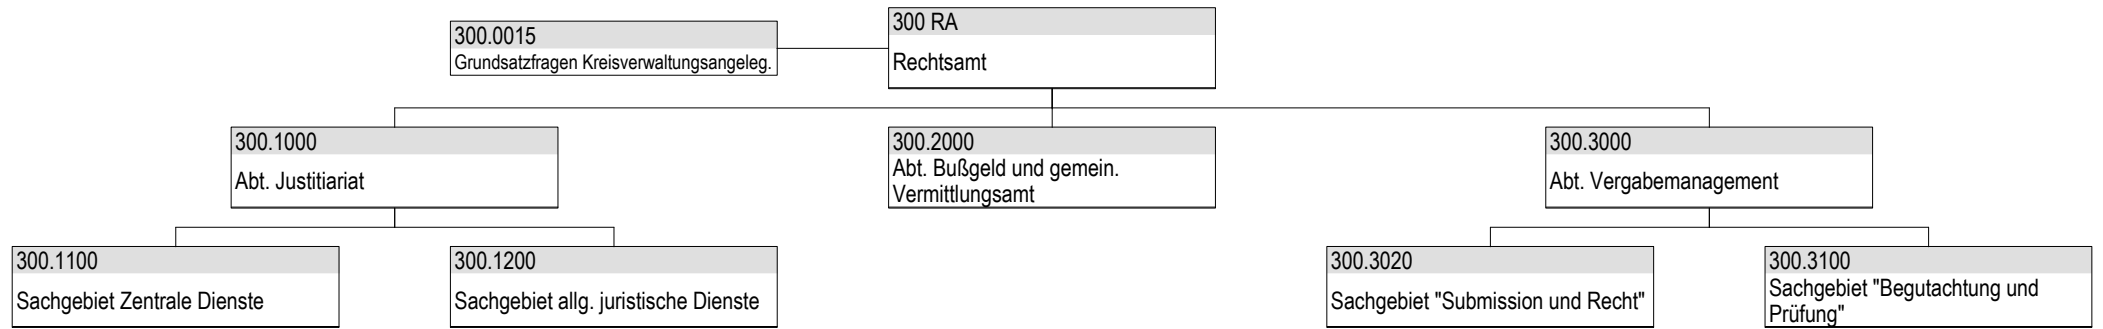 300 RA
Rechtsamt
300.0015
Grundsatzfragen Kreisverwaltungsangeleg.
300.1000
Abt. Justitiariat
300.2000
Abt. Bußgeld und gemein.
Vermittlungsamt
300.3000
Abt. Vergabemanagement
300.1100
Sachgebiet Zentrale Dienste
300.1200
Sachgebiet allg. juristische Dienste
300.3020
Sachgebiet "Submission und Recht"
300.3100
Sachgebiet "Begutachtung und
Prüfung"